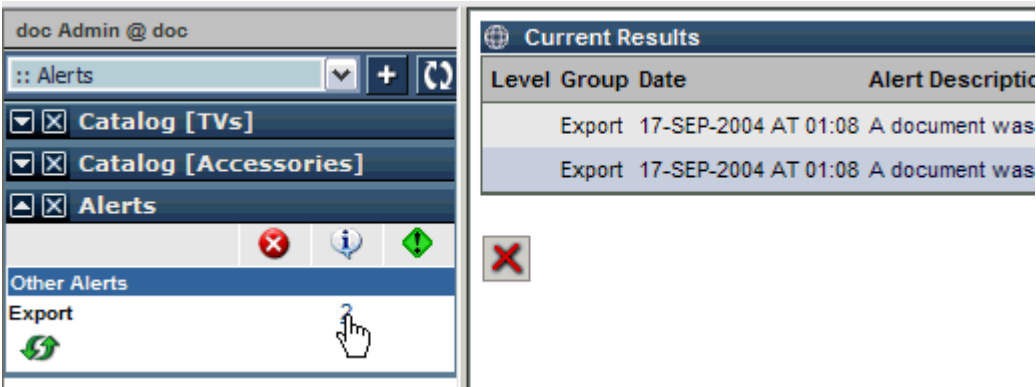 doc Admin @ doc
:: Alerts
Catalog [TVs]
Catalog [Accessories]
Alerts
Other Alerts
Export 2
Current Results
Level Group Date Alert Descriptio
Export 17-SEP-2004 AT 01:08 A document was
Export 17-SEP-2004 AT 01:08 A document was